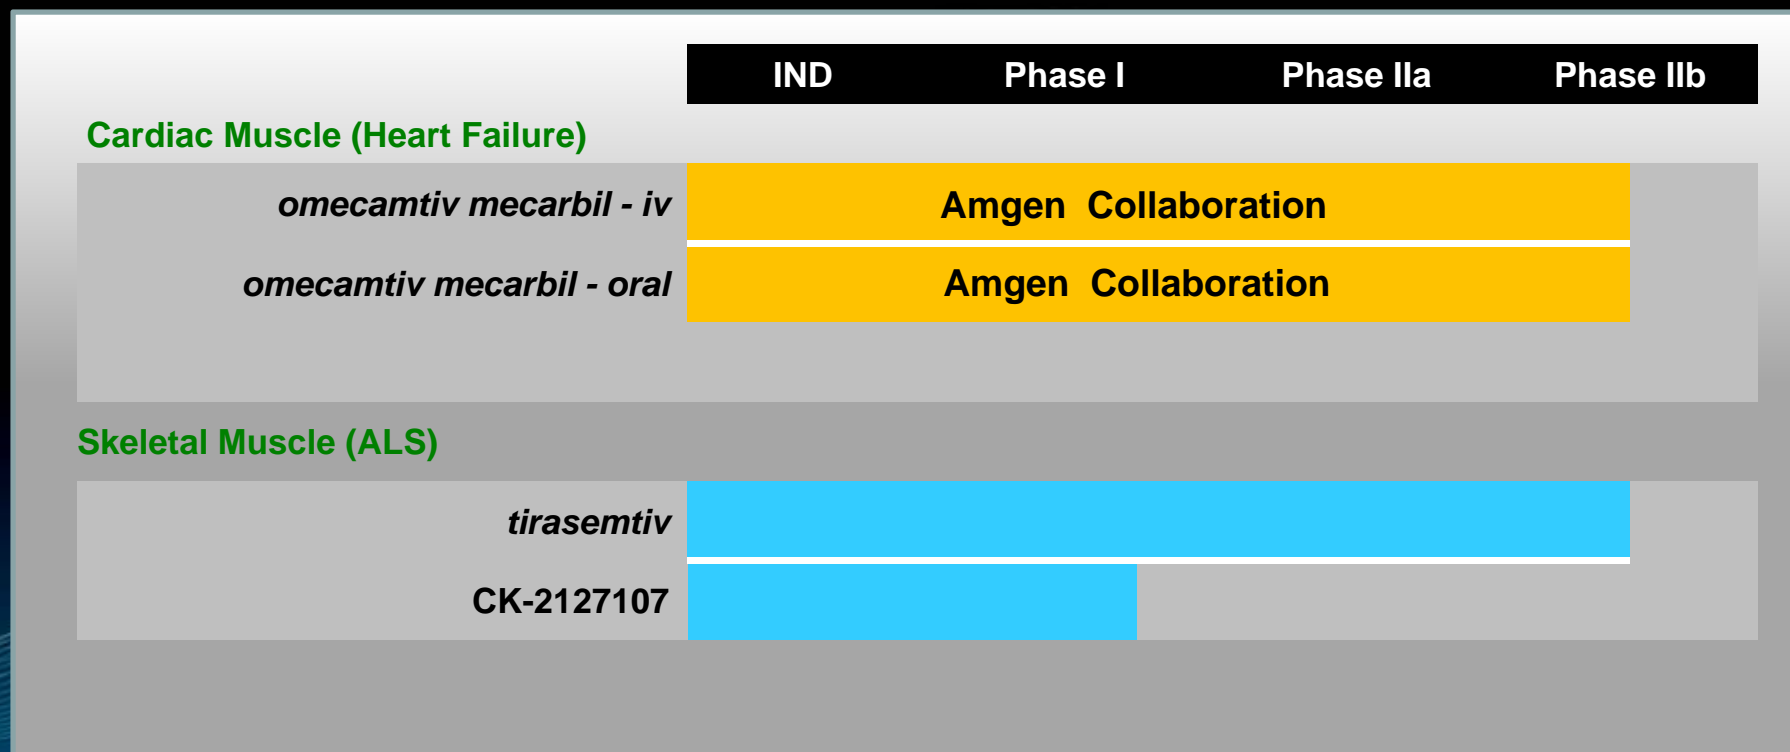 IND Phase I Phase IIa Phase IIb
Cardiac Muscle (Heart Failure)
omecamtiv mecarbil - iv Amgen Collaboration
omecamtiv mecarbil - oral Amgen Collaboration
Skeletal Muscle (ALS)
tirasemtiv
CK-2127107